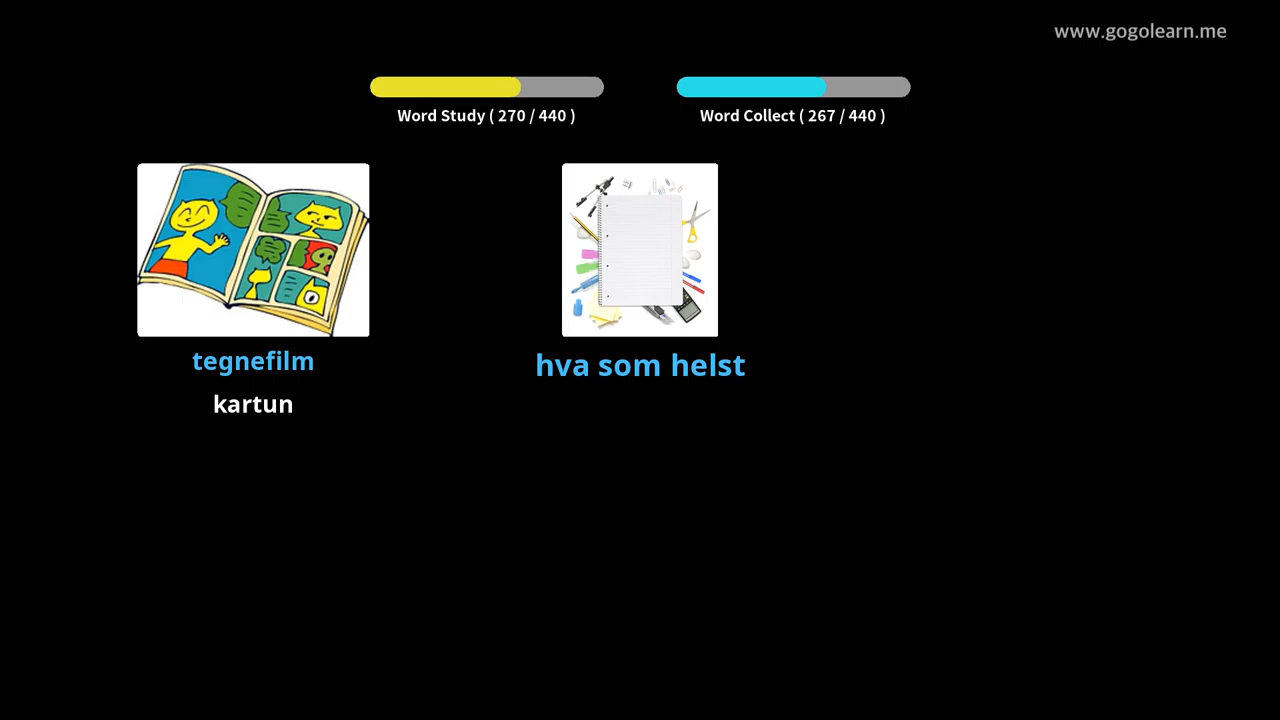 www.gogolearn.me
Word Study ( 270 / 440 )
Word Collect ( 267 / 440 )
tegnefilm
kartun
hva som helst